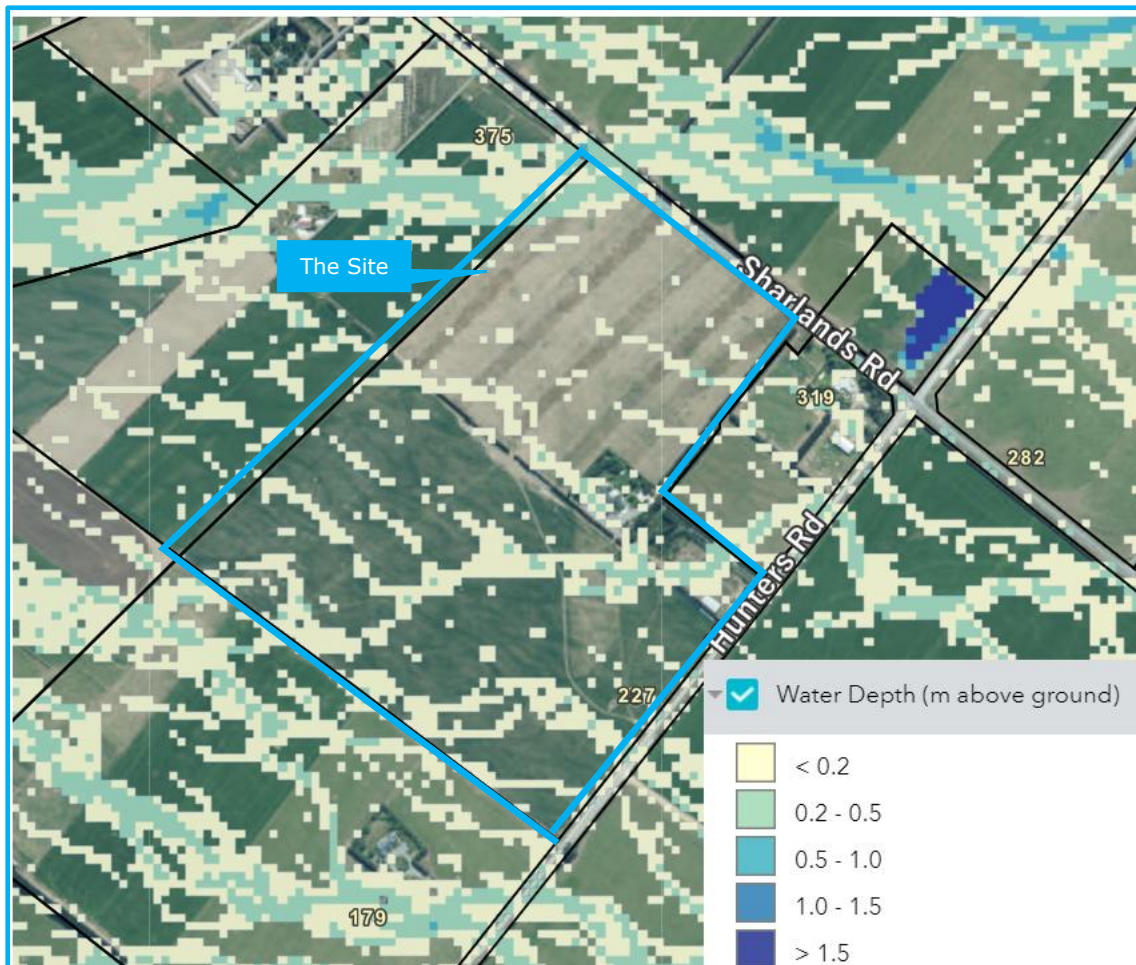 375
The Site
Sharlands Rd
319
282
Hunters Rd
227
179
Water Depth (m above ground)
< 0.2
0.2 - 0.5
0.5 - 1.0
1.0 - 1.5
> 1.5